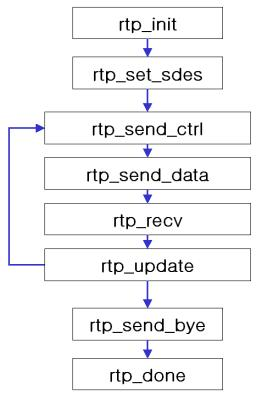 rtp_init
rtp_set_sdes
rtp_send_ctrl
rtp_send_data
rtp_recv
rtp_update
rtp_send_bye
rtp_done